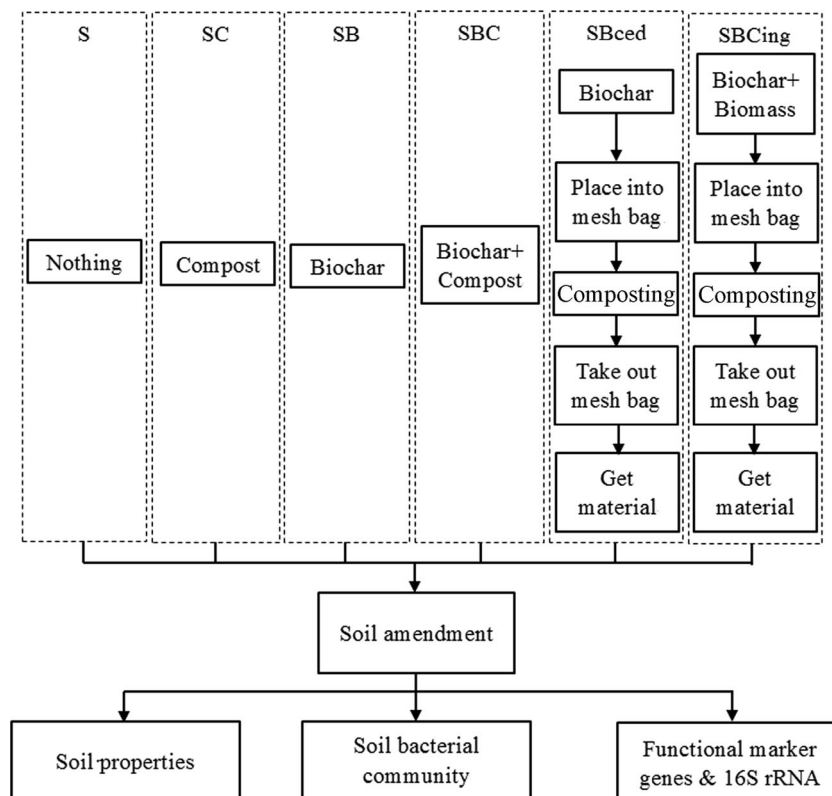 S
SC
SB
SBC
SBced
SBCing
Nothing
Compost
Biochar
Biochar+
Compost
Biochar
Place into
mesh bag
Composting
Take out
mesh bag
Get
material
Biochar+
Biomass
Place into
mesh bag
Composting
Take out
mesh bag
Get
material
Soil amendment
Soil properties
Soil bacterial
community
Functional marker
genes & 16S rRNA